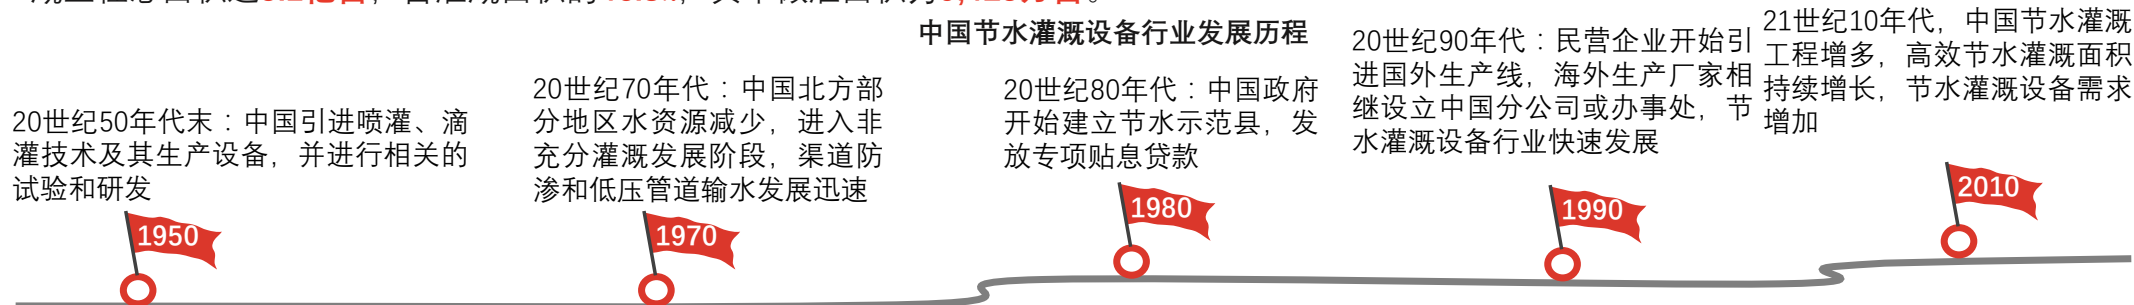 中国节水灌溉设备行业发展历程
20世纪50年代末：中国引进喷灌、滴
灌技术及其生产设备，并进行相关的
试验和研发
1950
20世纪70年代：中国北方部
分地区水资源减少，进入非
充分灌溉发展阶段，渠道防
渗和低压管道输水发展迅速
1970
20世纪80年代：中国政府
开始建立节水示范县，发
放专项贴息贷款
1980
20世纪90年代：民营企业开始引
进国外生产线，海外生产厂家相
继设立中国分公司或办事处，节
水灌溉设备行业快速发展
1990
21世纪10年代，中国节水灌溉
工程增多，高效节水灌溉面积
持续增长，节水灌溉设备需求
增加
2010